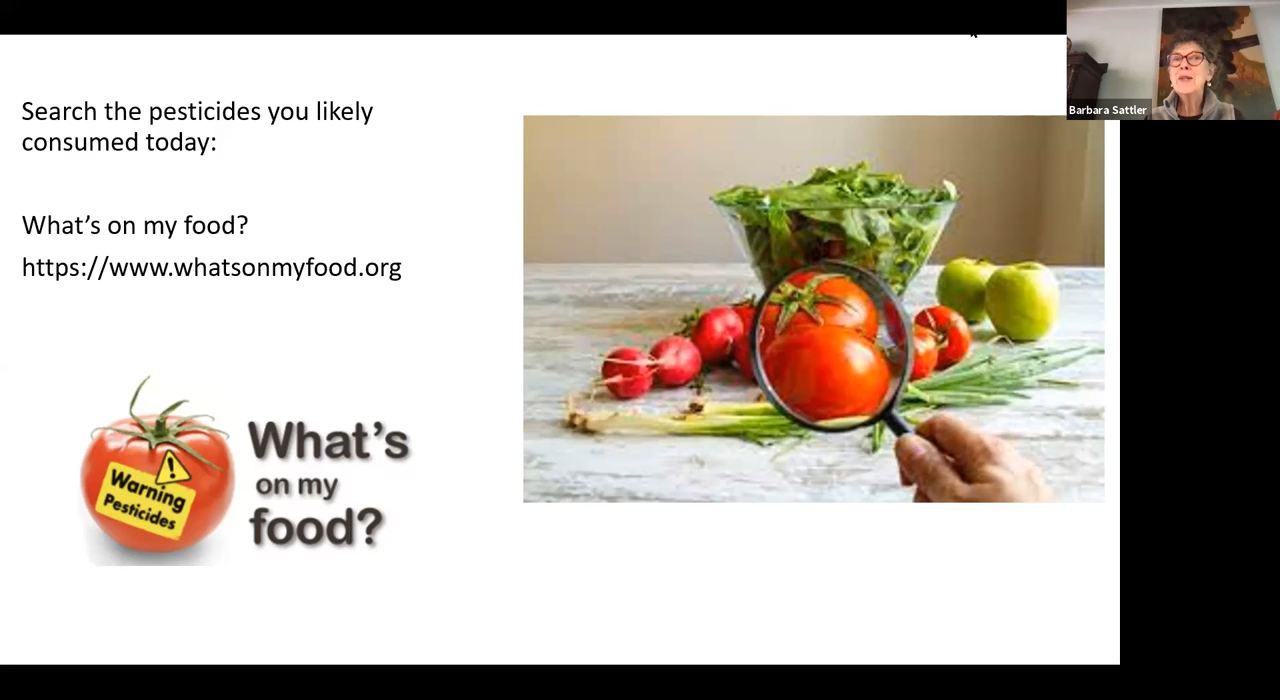 Search the pesticides you likely
consumed today:
What’s on my food?
https://www.whatsonmyfood.org
Warning
Pesticides
What’s
on my
food?
Barbara Sattler